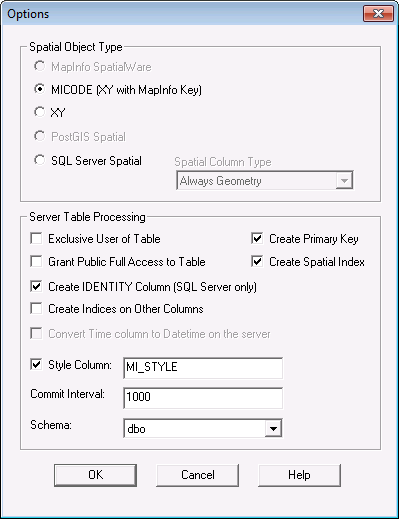 Options
Spatial Object Type
MapInfo SpatialWare
MICODE (XY with MapInfo Key)
XY
PostGIS Spatial
SQL Server Spatial
Spatial Column Type
Always Geometry
Server Table Processing
Exclusive User of Table
Create Primary Key
Grant Public Full Access to Table
Create Spatial Index
Create IDENTITY Column (SQL Server only)
Create Indices on Other Columns
Convert Time column to Datetime on the server
Style Column: MI_STYLE
Commit Interval: 1000
Schema: dbo
OK Cancel Help